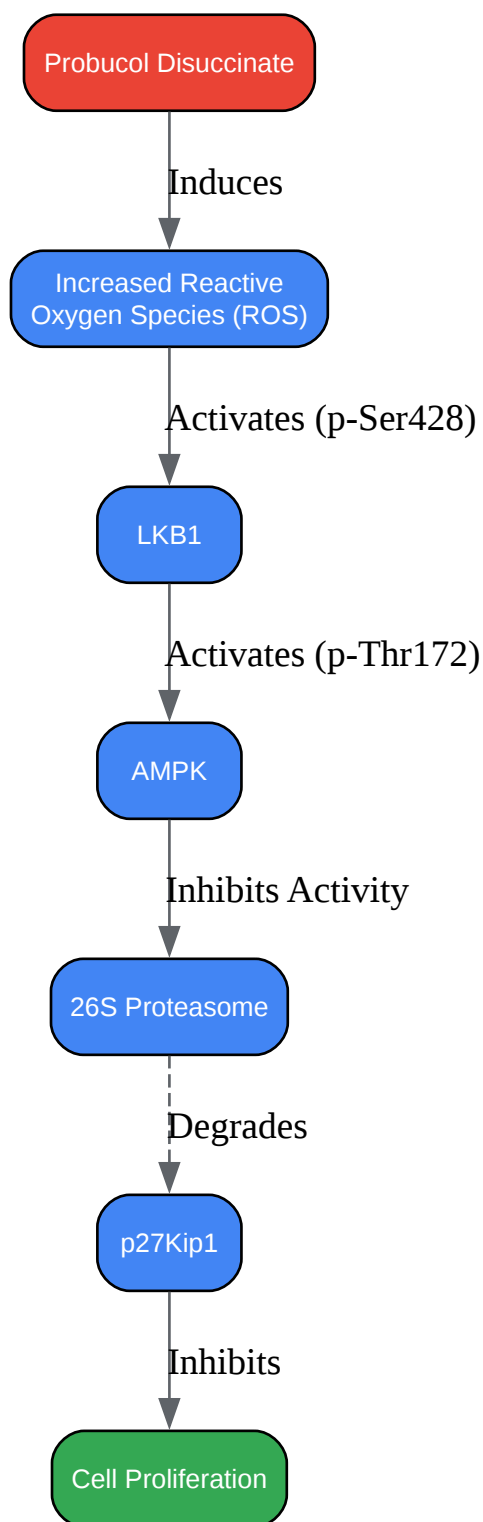 Probucol Disuccinate
Induces
Increased Reactive
Oxygen Species (ROS)
Activates (p-Ser428)
LKB1
Activates (p-Thr172)
AMPK
Inhibits Activity
26S Proteasome
Degrades
p27Kip1
Inhibits
Cell Proliferation